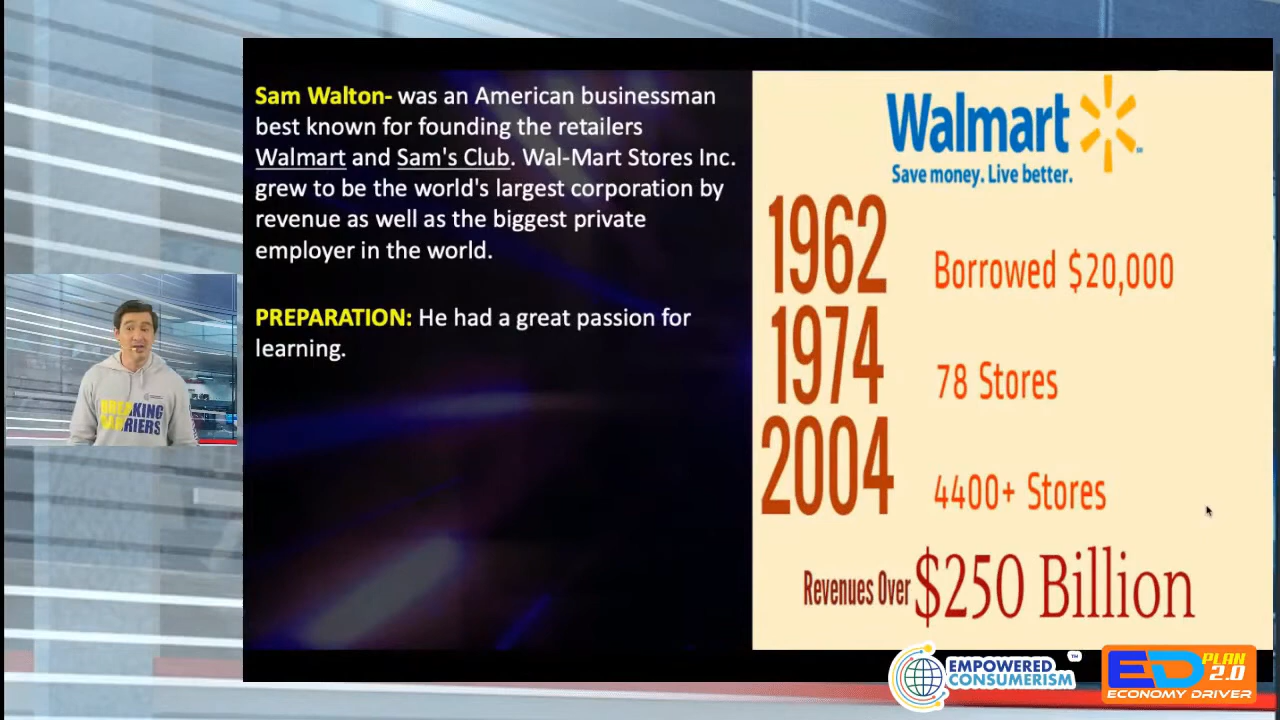 Sam Walton- was an American businessman
best known for founding the retailers
Walmart and Sam's Club. Wal-Mart Stores Inc.
grew to be the world's largest corporation by
revenue as well as the biggest private
employer in the world.
PREPARATION: He had a great passion for
learning.
Walmart
Save money. Live better.
1962
Borrowed $20,000
1974
78 Stores
2004
4400+ Stores
Revenues Over $250 Billion
BREAKING
BARRIERS
EMPOWERED
CONSUMERISM
TM
ED PLAN
2.0
ECONOMY DRIVER